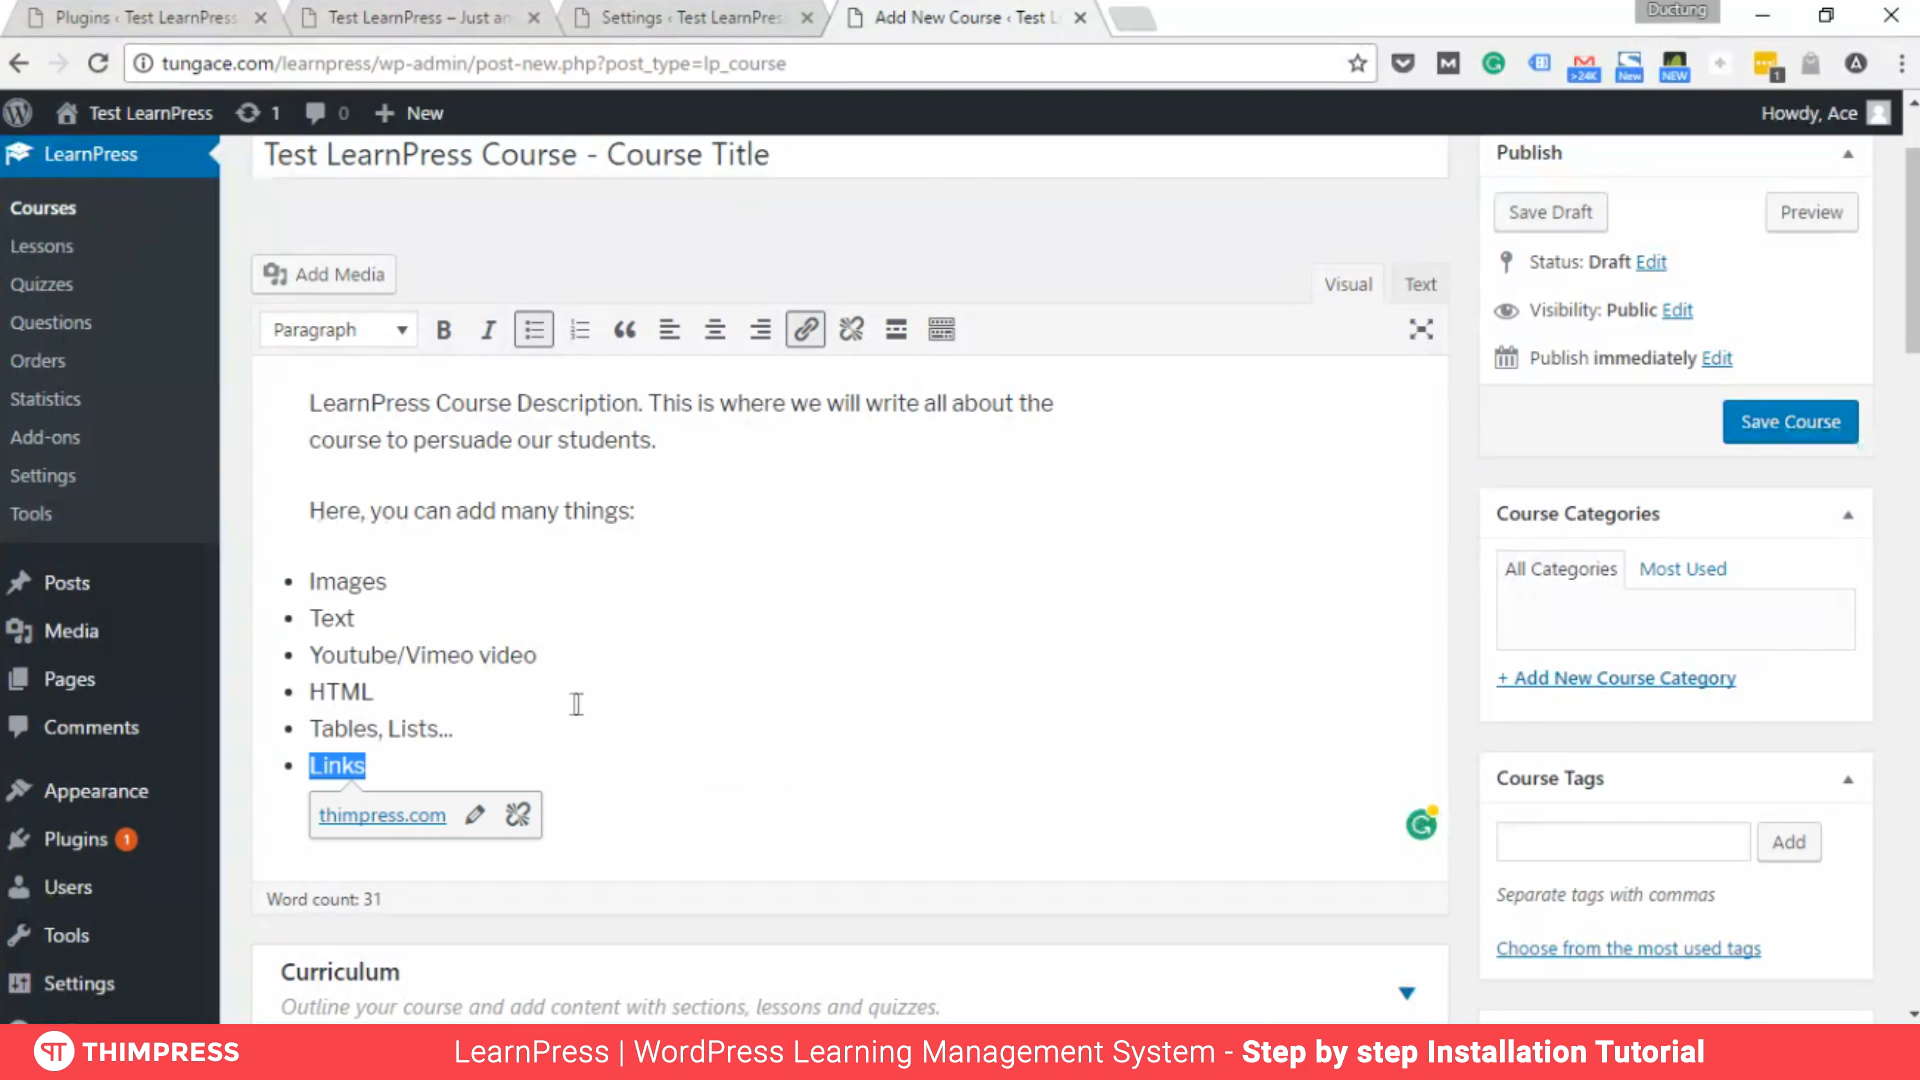 Plugins ‹ Test LearnPress
Test LearnPress – Just an
Settings ‹ Test LearnPress
Add New Course ‹ Test L
Ductung
tungace.com/learnpress/wp-admin/post-new.php?post_type=lp_course
>24K
New
NEW
1
Test LearnPress
1
0
New
Howdy, Ace
LearnPress
Courses
Lessons
Quizzes
Questions
Orders
Statistics
Add-ons
Settings
Tools
Posts
Media
Pages
Comments
Appearance
Plugins 1
Users
Tools
Settings
Test LearnPress Course - Course Title
Add Media
Visual
Text
Paragraph
B
I
LearnPress Course Description. This is where we will write all about the
course to persuade our students.
Here, you can add many things:
Images
Text
Youtube/Vimeo video
HTML
Tables, Lists...
Links
thimpress.com
Word count: 31
Curriculum
Outline your course and add content with sections, lessons and quizzes.
Publish
Save Draft
Preview
Status: Draft Edit
Visibility: Public Edit
Publish immediately Edit
Save Course
Course Categories
All Categories
Most Used
+ Add New Course Category
Course Tags
Add
Separate tags with commas
Choose from the most used tags
THIMPRESS
LearnPress | WordPress Learning Management System - Step by step Installation Tutorial